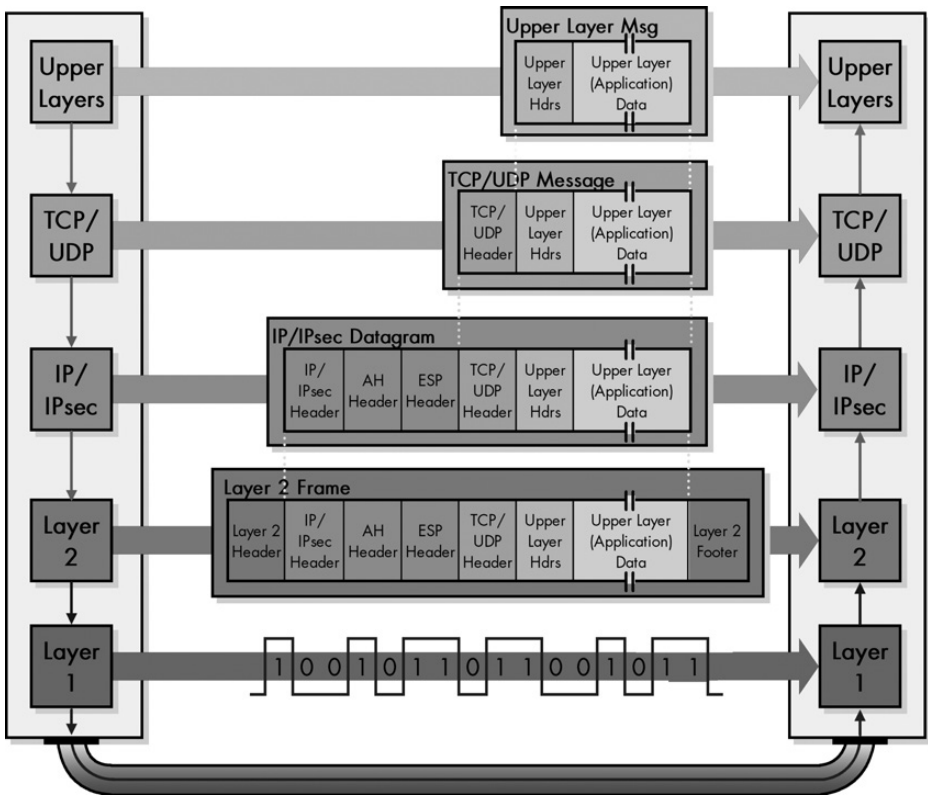 Upper
Layers
Upper Layer Msg
Upper
Layer
Hdrs
Upper Layer
(Application)
Data
Upper
Layers
TCP/
UDP
TCP/UDP Message
TCP/
UDP
Header
Upper
Layer
Hdrs
Upper Layer
(Application)
Data
TCP/
UDP
IP/
IPsec
IP/IPsec Datagram
IP/
IPsec
Header
AH
Header
ESP
Header
TCP/
UDP
Header
Upper
Layer
Hdrs
Upper Layer
(Application)
Data
IP/
IPsec
Layer
2
Layer 2 Frame
Layer 2
Header
IP/
IPsec
Header
AH
Header
ESP
Header
TCP/
UDP
Header
Upper
Layer
Hdrs
Upper Layer
(Application)
Data
Layer 2
Footer
Layer
2
Layer
1
1 0 0 1 0 1 1 0 1 1 0 0 1 0 1 1
Layer
1